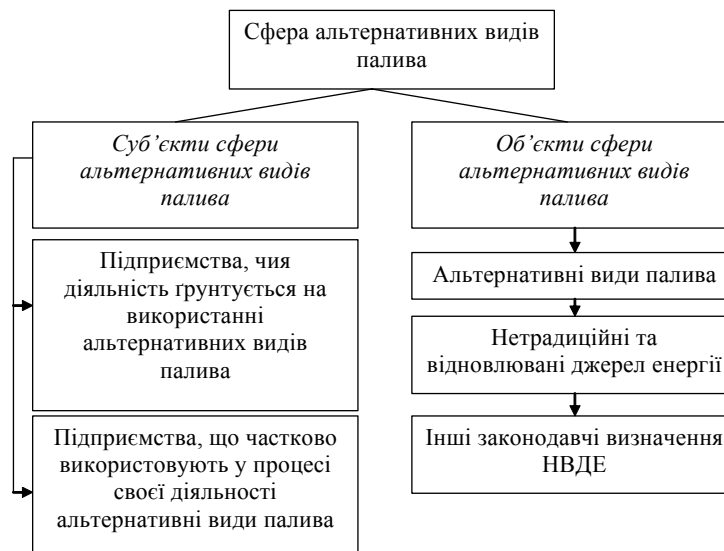 Сфера альтернативних видів
палива
Суб’єкти сфери
альтернативних видів
палива
Підприємства, чия
діяльність ґрунтується на
використанні
альтернативних видів
палива
Підприємства, що частково
використовують у процесі
своєї діяльності
альтернативні види палива
Об’єкти сфери
альтернативних видів
палива
Альтернативні види палива
Нетрадиційні та
відновлювані джерел енергії
Інші законодавчі визначення
НВДЕ